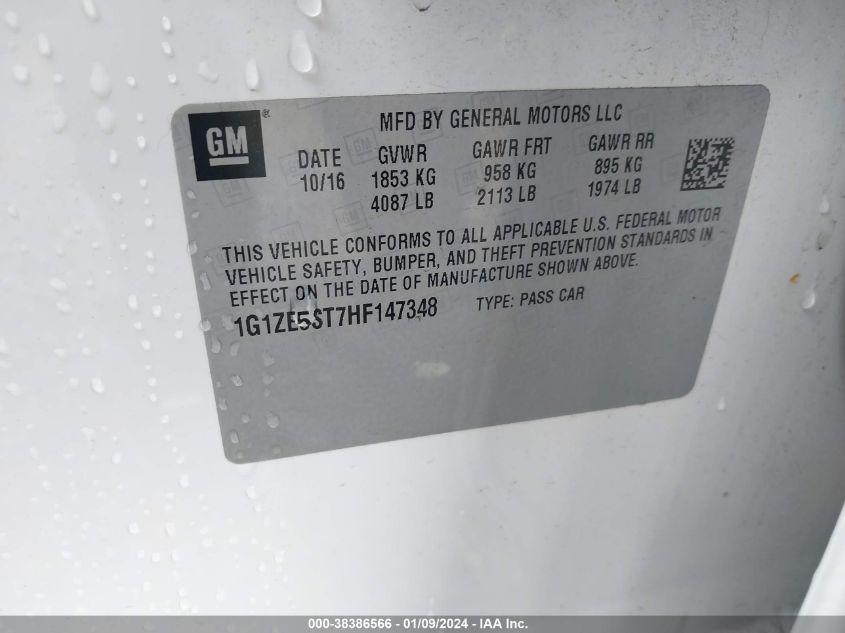 GM ®
MFD BY GENERAL MOTORS LLC
DATE GVWR GAWR FRT GAWR RR
10/16 1853 KG 958 KG 895 KG
4087 LB 2113 LB 1974 LB
THIS VEHICLE CONFORMS TO ALL APPLICABLE U.S. FEDERAL MOTOR
VEHICLE SAFETY, BUMPER, AND THEFT PREVENTION STANDARDS IN
EFFECT ON THE DATE OF MANUFACTURE SHOWN ABOVE.
1G1ZE5ST7HF147348 TYPE: PASS CAR
000-38386566 - 01/09/2024 - IAA Inc.